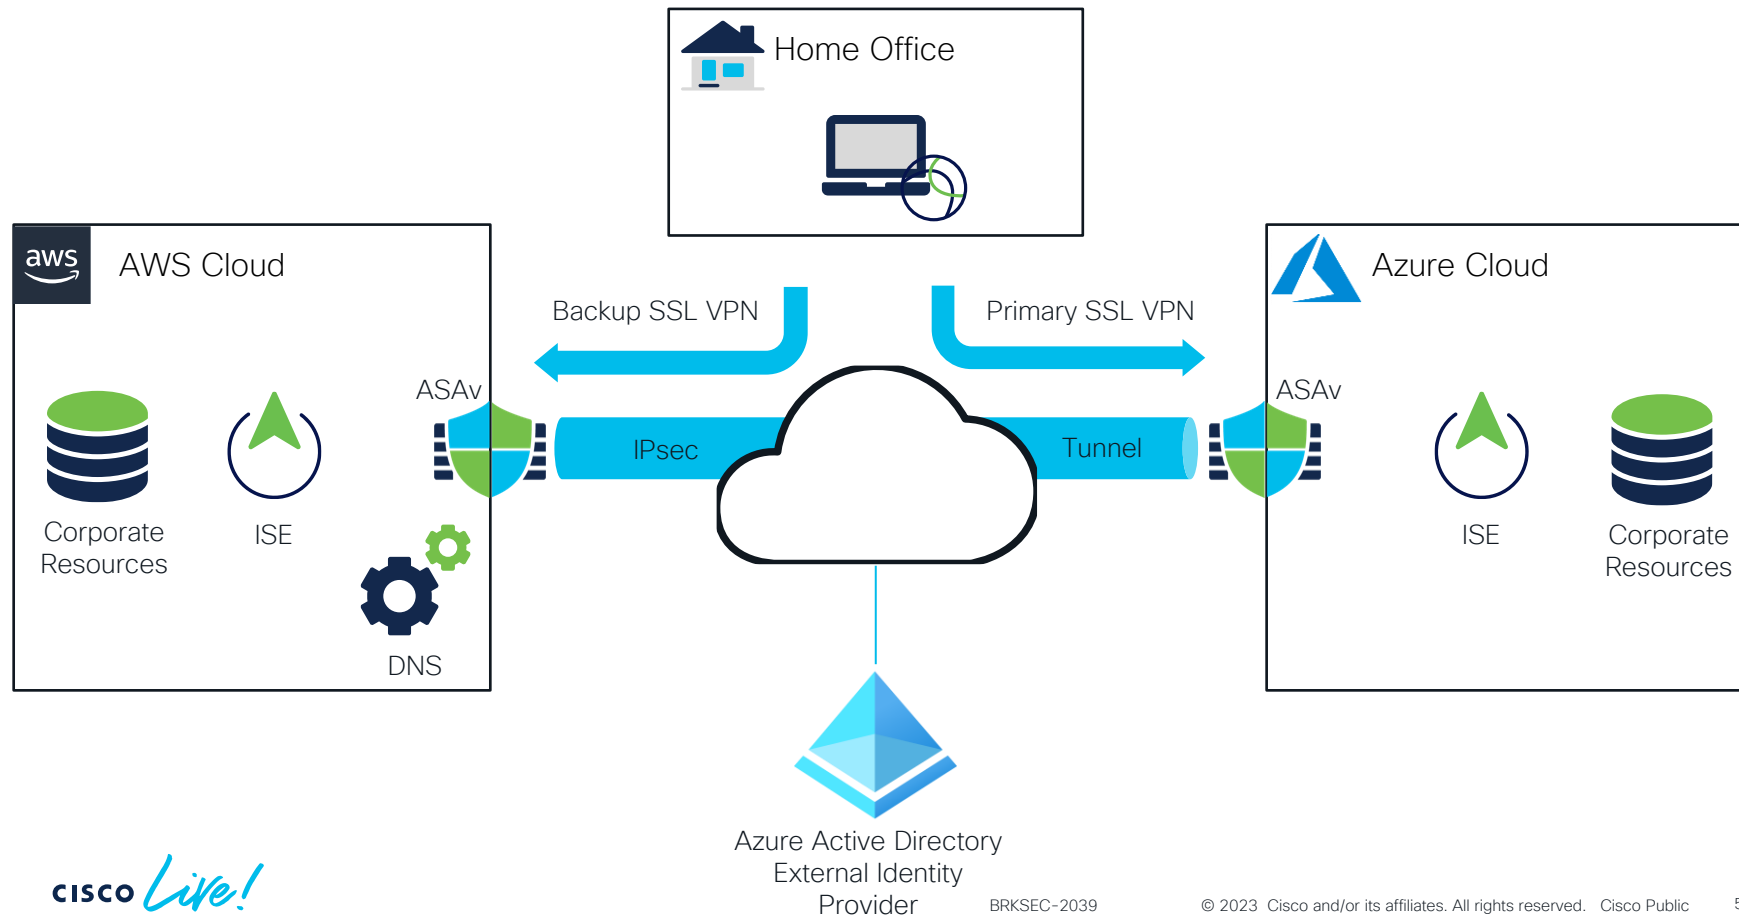 Home Office
aws
AWS Cloud
Azure Cloud
Backup SSL VPN
Primary SSL VPN
ASAv
ASAv
IPsec
Tunnel
Corporate
Resources
ISE
DNS
ISE
Corporate
Resources
Azure Active Directory
External Identity
Provider
CISCO Live!
BRKSEC-2039
© 2023 Cisco and/or its affiliates. All rights reserved. Cisco Public